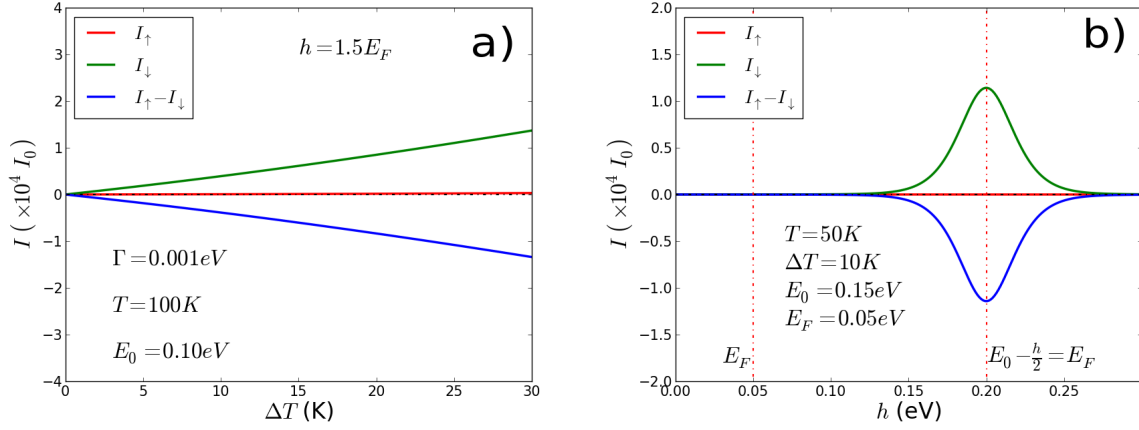 a)
I↑
I↓
I↑−I↓
h=1.5E_F
Γ=0.001eV
T=100K
E_0=0.10eV
I ( ×10^4 I_0)
4
3
2
1
0
−1
−2
−3
−4
0 5 10 15 20 25 30
ΔT (K)
b)
I↑
I↓
I↑−I↓
T=50K
ΔT=10K
E_0=0.15eV
E_F=0.05eV
E_F
E_0−h/2=E_F
I ( ×10^4 I_0)
2.0
1.5
1.0
0.5
0.0
−0.5
−1.0
−1.5
−2.0
0.00 0.05 0.10 0.15 0.20 0.25
h (eV)